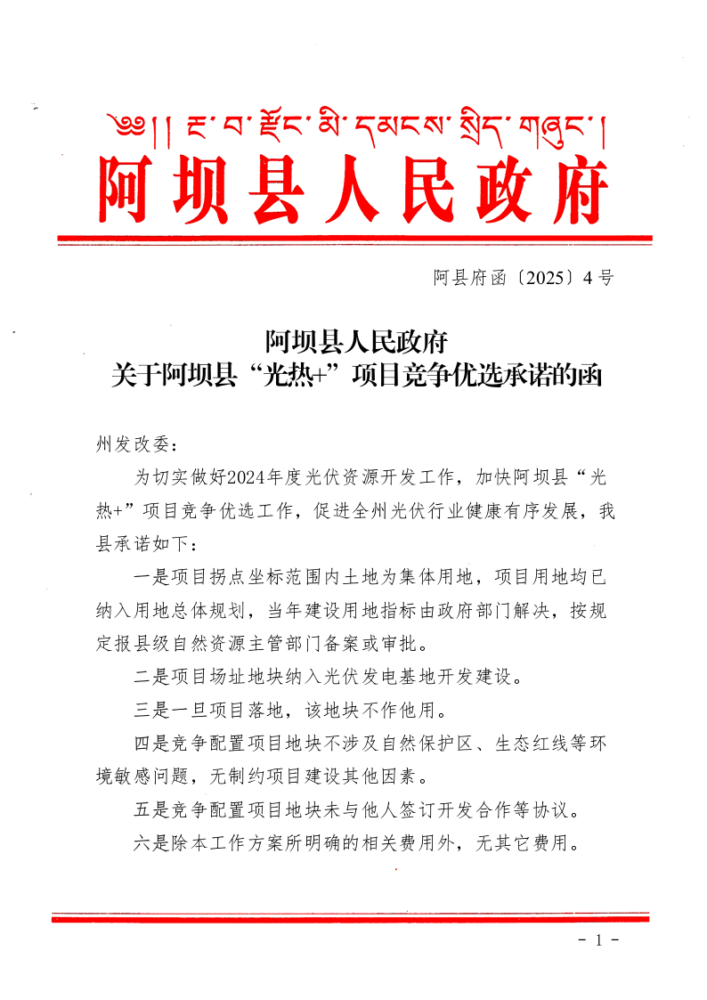 ༄༅།། རྔ་བ་རྫོང་མི་དམངས་སྲིད་གཞུང་།
阿坝县人民政府
阿县府函〔2025〕4号
阿坝县人民政府
关于阿坝县“光热+”项目竞争优选承诺的函
州发改委：
为切实做好2024年度光伏资源开发工作，加快阿坝县“光
热+”项目竞争优选工作，促进全州光伏行业健康有序发展，我
县承诺如下：
一是项目拐点坐标范围内土地为集体用地，项目用地均已
纳入用地总体规划，当年建设用地指标由政府部门解决，按规
定报县级自然资源主管部门备案或审批。
二是项目场址地块纳入光伏发电基地开发建设。
三是一旦项目落地，该地块不作他用。
四是竞争配置项目地块不涉及自然保护区、生态红线等环
境敏感问题，无制约项目建设其他因素。
五是竞争配置项目地块未与他人签订开发合作等协议。
六是除本工作方案所明确的相关费用外，无其它费用。
- 1 -